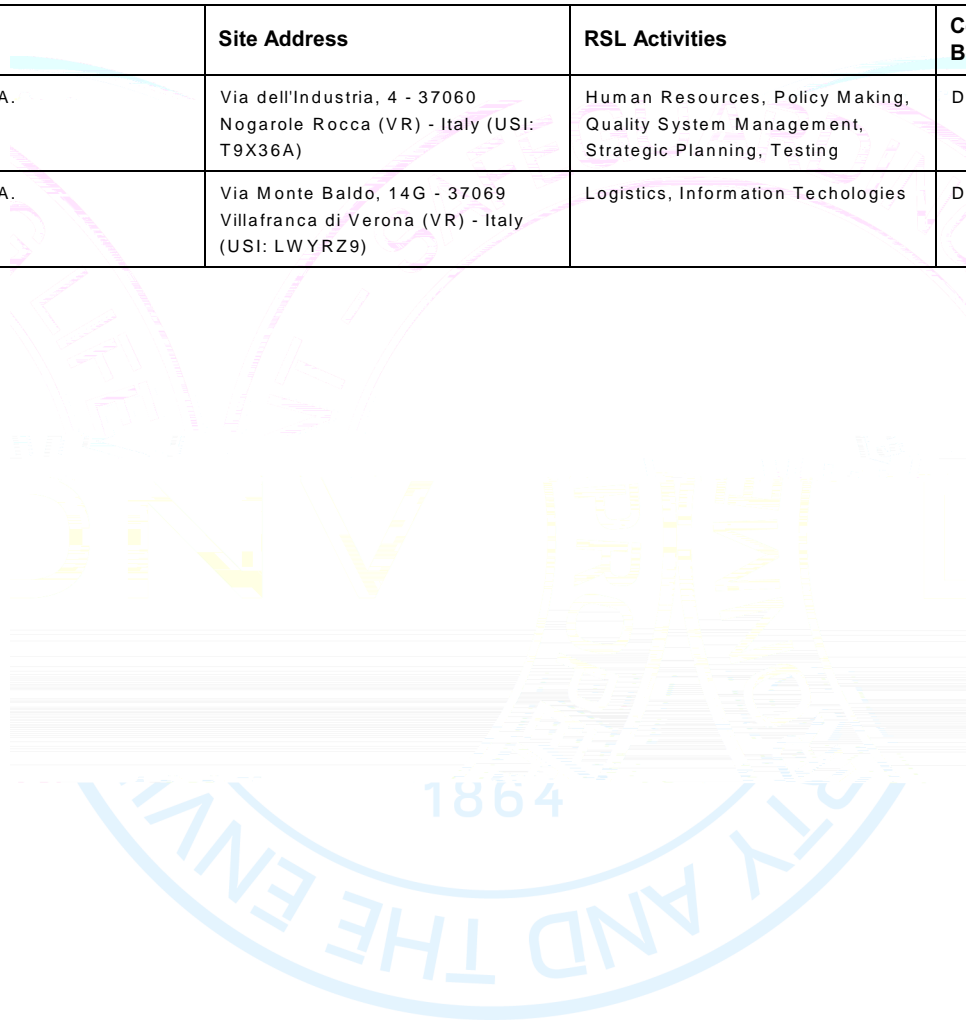 Site Address RSL Activities C
B
A. Via dell'Industria, 4 - 37060 Human Resources, Policy Making, D
Nogarole Rocca (VR) - Italy (USI: Quality System Management,
T9X36A) Strategic Planning, Testing
A. Via Monte Baldo, 14G - 37069 Logistics, Information Techologies D
Villafranca di Verona (VR) - Italy
(USI: LWYRZ9)
1864
RTY AND THE ENVI